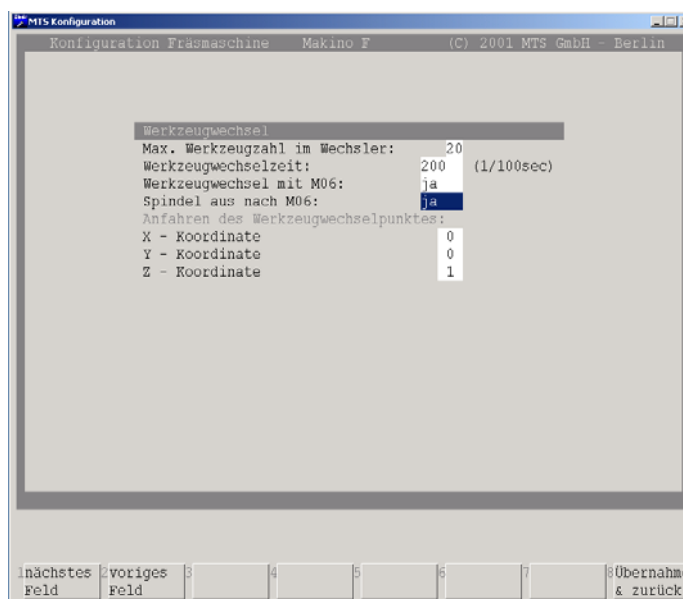 MTS Konfiguration
Konfiguration Fräsmaschine Makino F (C) 2001 MTS GmbH - Berlin
Werkzeugwechsel
Max. Werkzeugzahl im Wechsler: 20
Werkzeugwechselzeit: 200 (1/100sec)
Werkzeugwechsel mit M06: ja
Spindel aus nach M06: ja
Anfahren des Werkzeugwechselpunktes:
X - Koordinate 0
Y - Koordinate 0
Z - Koordinate 1
1 nächstes 2 voriges 3 4 5 6 7 8 Übernahm
Feld Feld & zurück